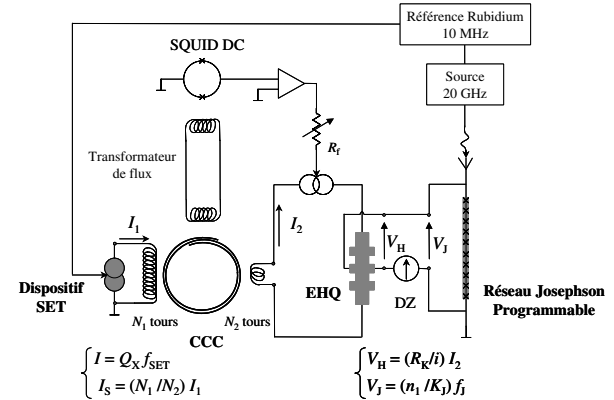 Référence Rubidium
10 MHz
SQUID DC
Source
20 GHz
R_f
Transformateur
de flux
I_1
I_2
V_H
V_J
Dispositif
SET
EHQ
DZ
Réseau Josephson
Programmable
N_1 tours
N_2 tours
CCC
I = Q_X f_SET
I_S = (N_1 /N_2) I_1
V_H = (R_K/i) I_2
V_J = (n_1 /K_J) f_J